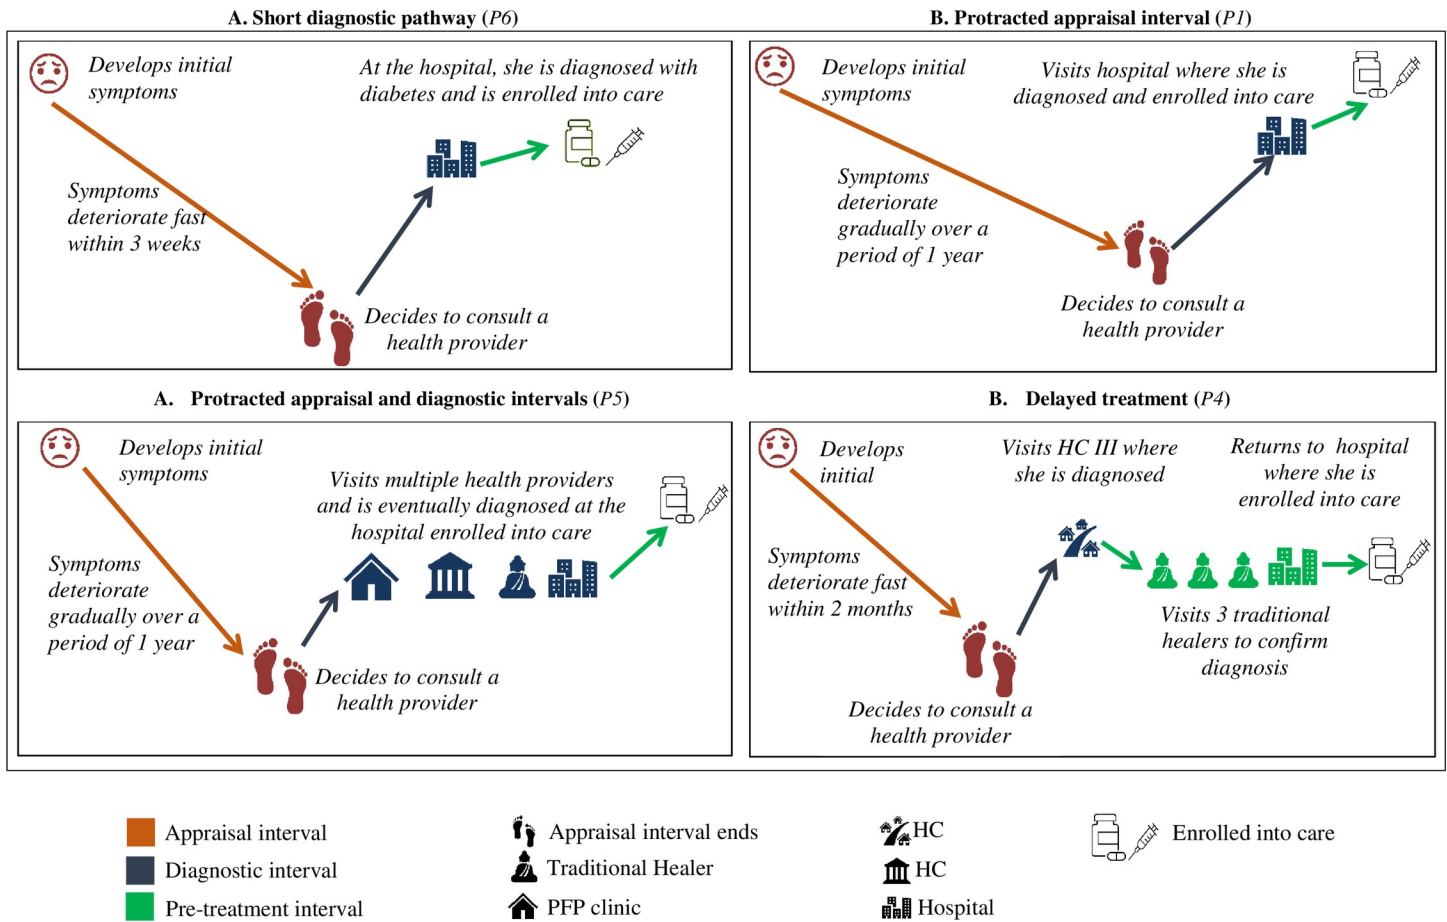 A. Short diagnostic pathway (P6)
Develops initial
symptoms
At the hospital, she is diagnosed with
diabetes and is enrolled into care
Symptoms
deteriorate fast
within 3 weeks
Decides to consult a
health provider
B. Protracted appraisal interval (P1)
Develops initial
symptoms
Visits hospital where she is
diagnosed and enrolled into care
Symptoms
deteriorate
gradually over a
period of 1 year
Decides to consult a
health provider
A. Protracted appraisal and diagnostic intervals (P5)
Develops initial
symptoms
Visits multiple health providers
and is eventually diagnosed at the
hospital enrolled into care
Symptoms
deteriorate
gradually over a
period of 1 year
Decides to consult a
health provider
B. Delayed treatment (P4)
Develops
initial
Visits HC III where
she is diagnosed
Returns to hospital
where she is
enrolled into care
Symptoms
deteriorate fast
within 2 months
Visits 3 traditional
healers to confirm
diagnosis
Decides to consult a
health provider
Appraisal interval
Diagnostic interval
Pre-treatment interval
Appraisal interval ends
Traditional Healer
PFP clinic
HC
HC
Hospital
Enrolled into care